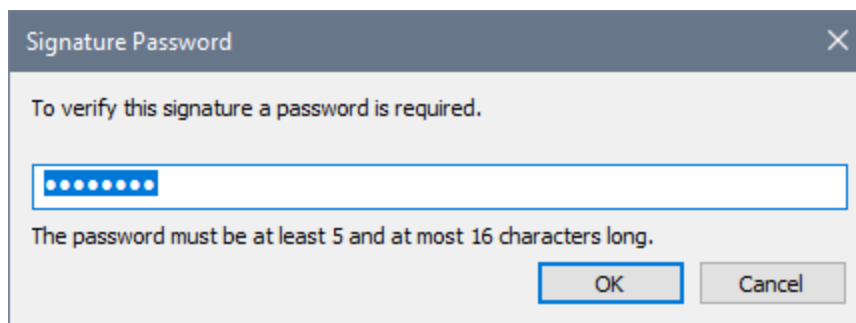 Signature Password
To verify this signature a password is required.
••••••••
The password must be at least 5 and at most 16 characters long.
OK Cancel